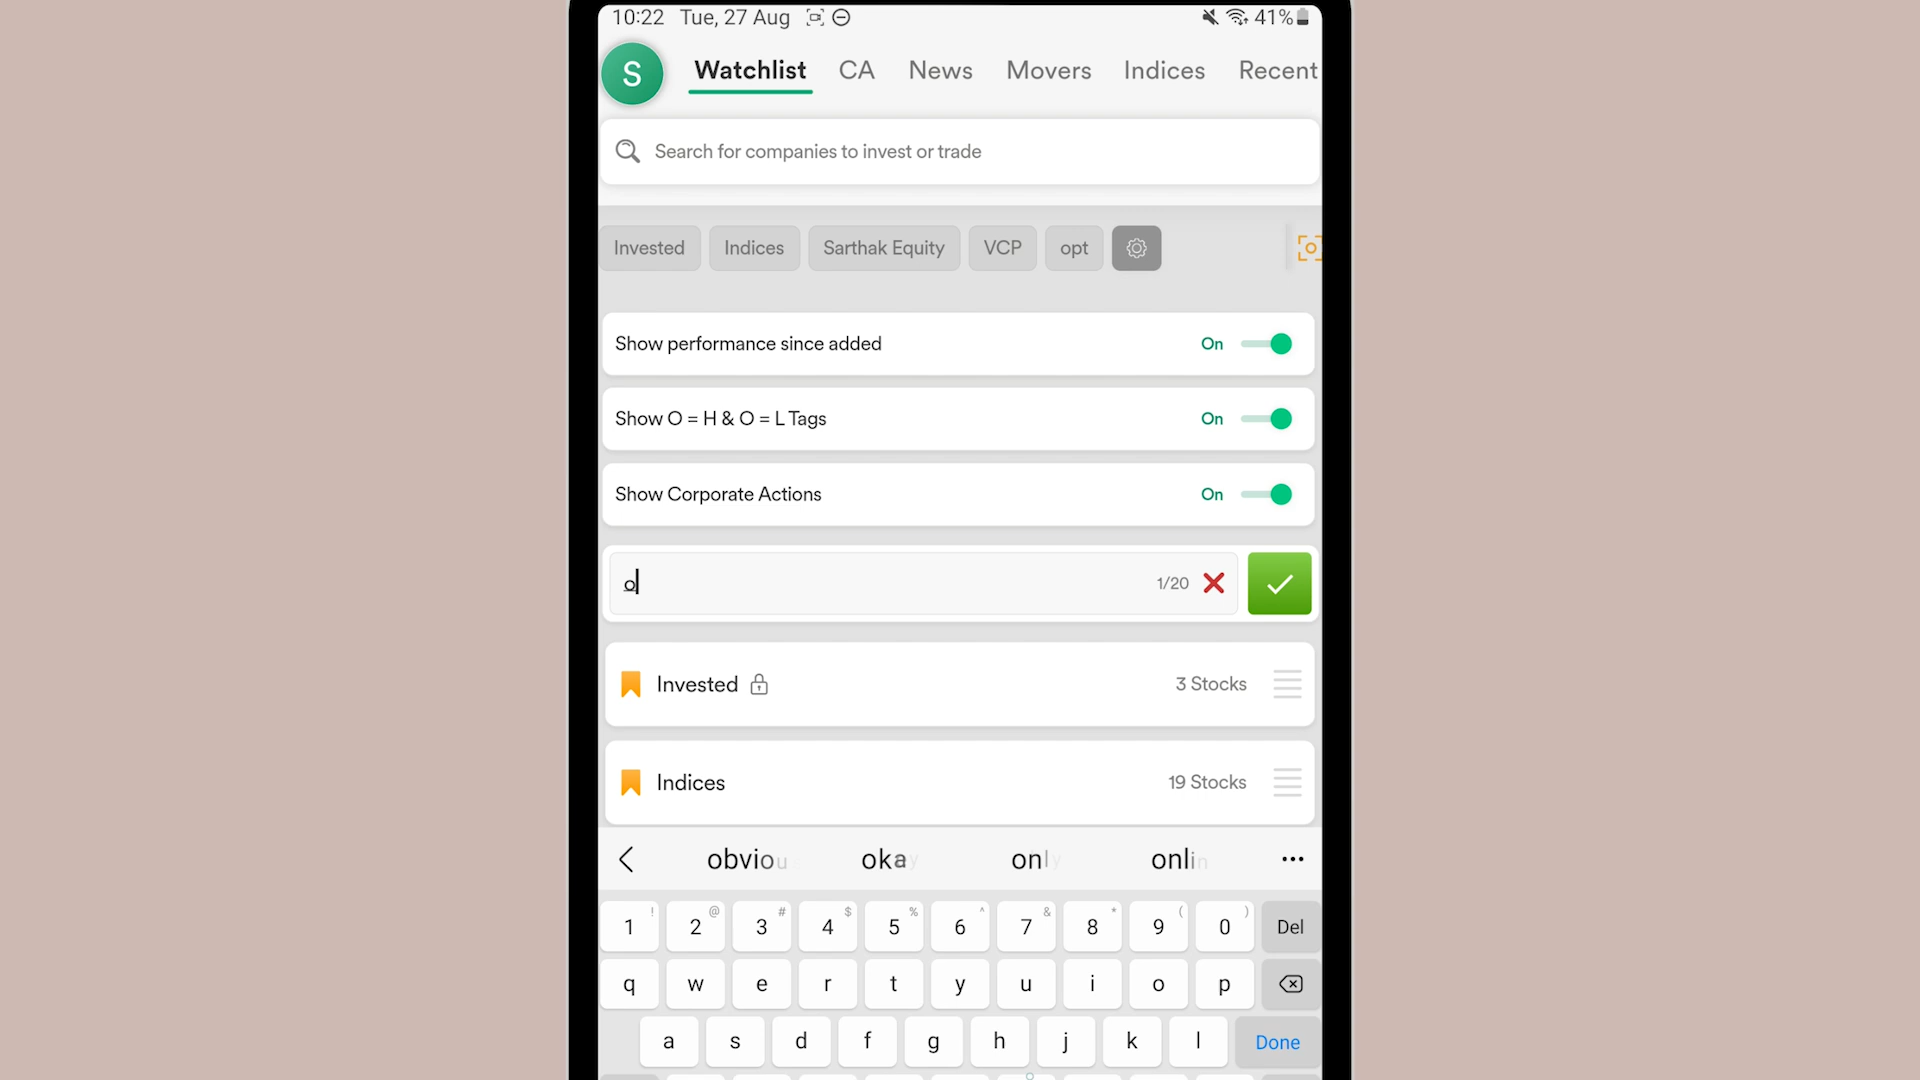 10:22 Tue, 27 Aug 41%
S Watchlist CA News Movers Indices Recent
Search for companies to invest or trade
Invested Indices Sarthak Equity VCP opt
Show performance since added On
Show O = H & O = L Tags On
Show Corporate Actions On
o 1/20
Invested 3 Stocks
Indices 19 Stocks
obviou okay only onlin
! @ # $ % ^ & * ( )
1 2 3 4 5 6 7 8 9 0 Del
q w e r t y u i o p
a s d f g h j k l Done